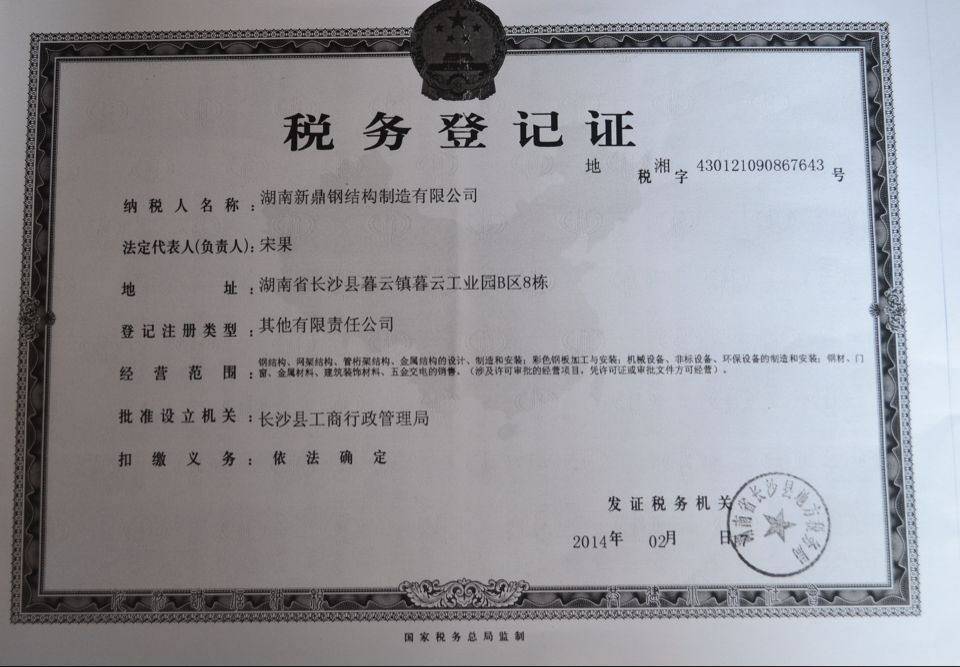 税务登记证
地税湘字430121090867643号
纳税人名称:湖南新鼎钢结构制造有限公司
法定代表人(负责人):宋果
地址:湖南省长沙县暮云镇暮云工业园B区8栋
登记注册类型:其他有限责任公司
经营范围:钢结构、网架结构、管桁架结构、金属结构的设计、制造和安装;彩色钢板加工与安装;机械设备、非标设备、环保设备的制造和安装;钢材、门
窗、金属材料、建筑装饰材料、五金交电的销售。(涉及许可审批的经营项目,凭许可证或审批文件方可经营)。
批准设立机关:长沙县工商行政管理局
扣缴义务:依法确定
发证税务机关
2014年 02月 日
湖南省长沙县地方税务局
国家税务总局监制